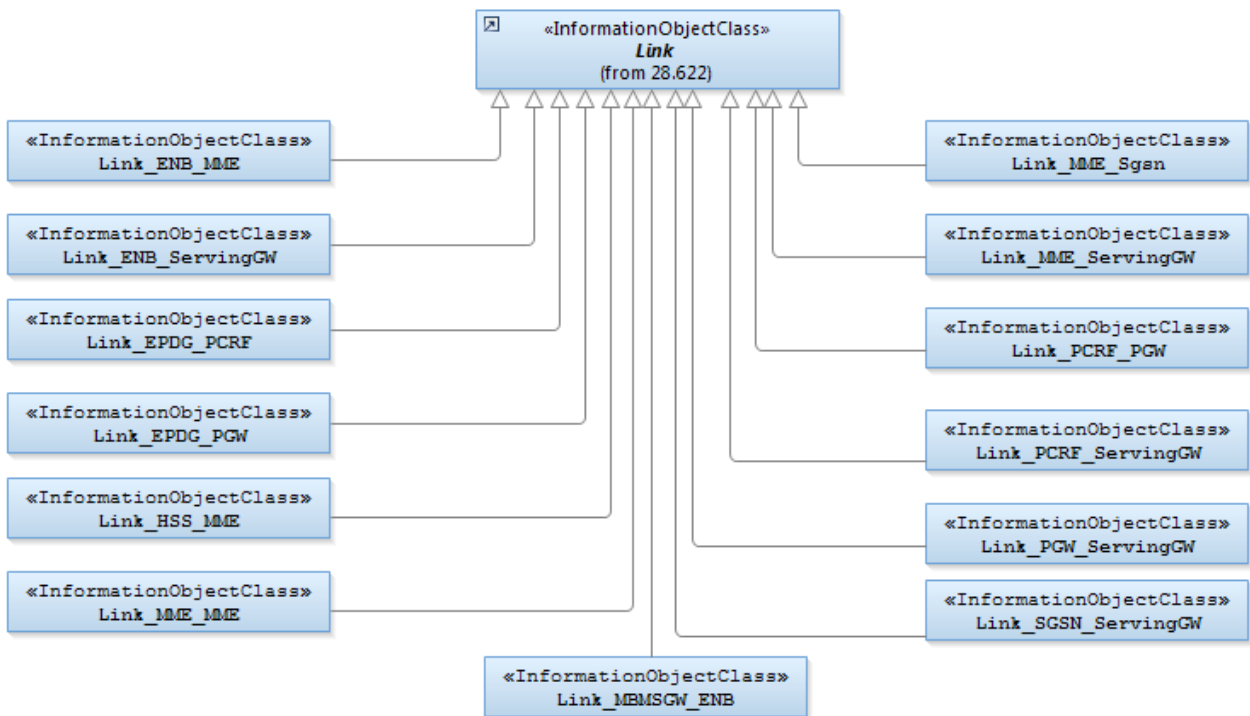 «InformationObjectClass»
Link
(from 28.622)
«InformationObjectClass»
Link_ENB_MME
«InformationObjectClass»
Link_ENB_ServingGW
«InformationObjectClass»
Link_EPDG_PCRF
«InformationObjectClass»
Link_EPDG_PGW
«InformationObjectClass»
Link_HSS_MME
«InformationObjectClass»
Link_MME_MME
«InformationObjectClass»
Link_MBMSGW_ENB
«InformationObjectClass»
Link_MME_Sgsn
«InformationObjectClass»
Link_MME_ServingGW
«InformationObjectClass»
Link_PCRF_PGW
«InformationObjectClass»
Link_PCRF_ServingGW
«InformationObjectClass»
Link_PGW_ServingGW
«InformationObjectClass»
Link_SGSN_ServingGW